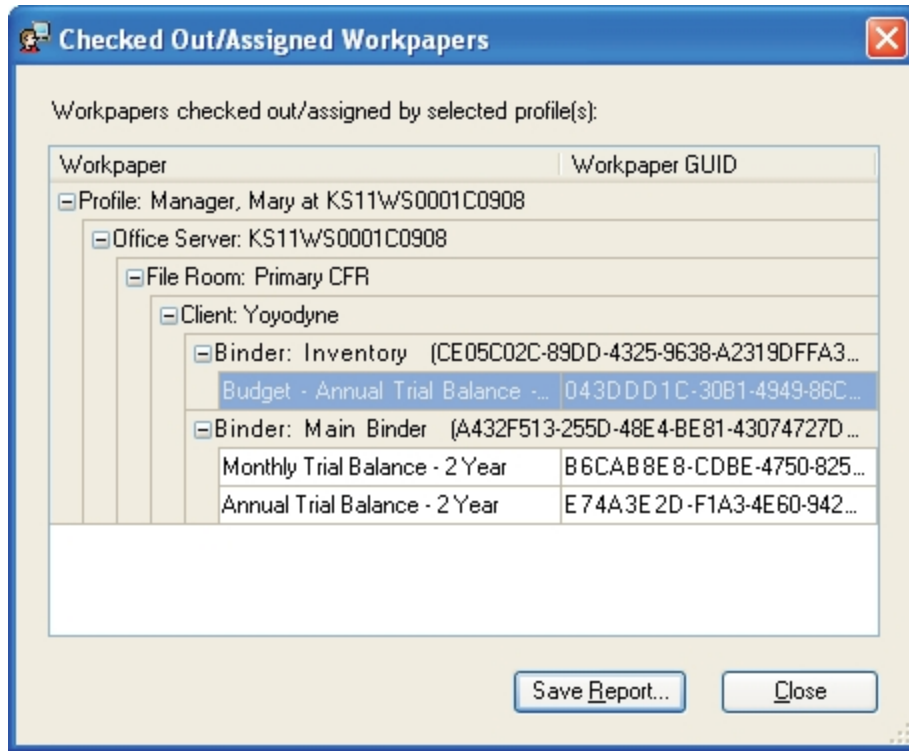 Checked Out/Assigned Workpapers
Workpapers checked out/assigned by selected profile(s):
Workpaper Workpaper GUID
Profile: Manager, Mary at KS11WS0001C0908
Office Server: KS11WS0001C0908
File Room: Primary CFR
Client: Yoyodyne
Binder: Inventory (CE05C02C-89DD-4325-9638-A2319DFFA3...
Budget - Annual Trial Balance -... 043DDD1C-30B1-4949-86C...
Binder: Main Binder (A432F513-255D-48E4-BE81-43074727D...
Monthly Trial Balance - 2 Year B6CAB8E8-CDBE-4750-825...
Annual Trial Balance - 2 Year E74A3E2D-F1A3-4E60-942...
Save Report... Close